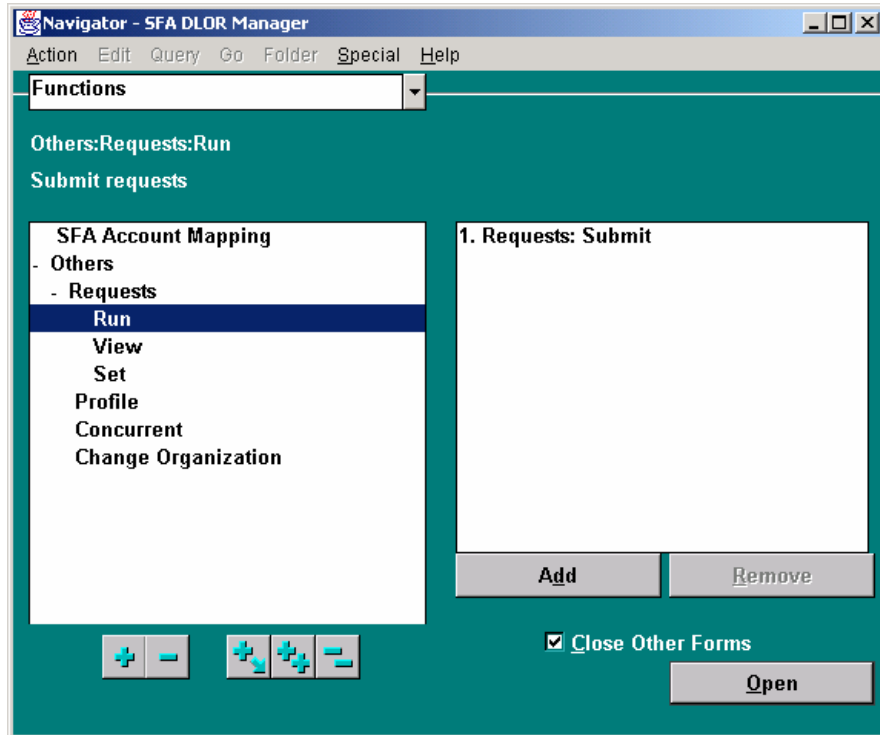 Navigator - SFA DLOR Manager
Action Edit Query Go Folder Special Help
Functions
Others:Requests:Run
Submit requests
SFA Account Mapping
- Others
- Requests
Run
View
Set
Profile
Concurrent
Change Organization
1. Requests: Submit
Add
Remove
Close Other Forms
Open